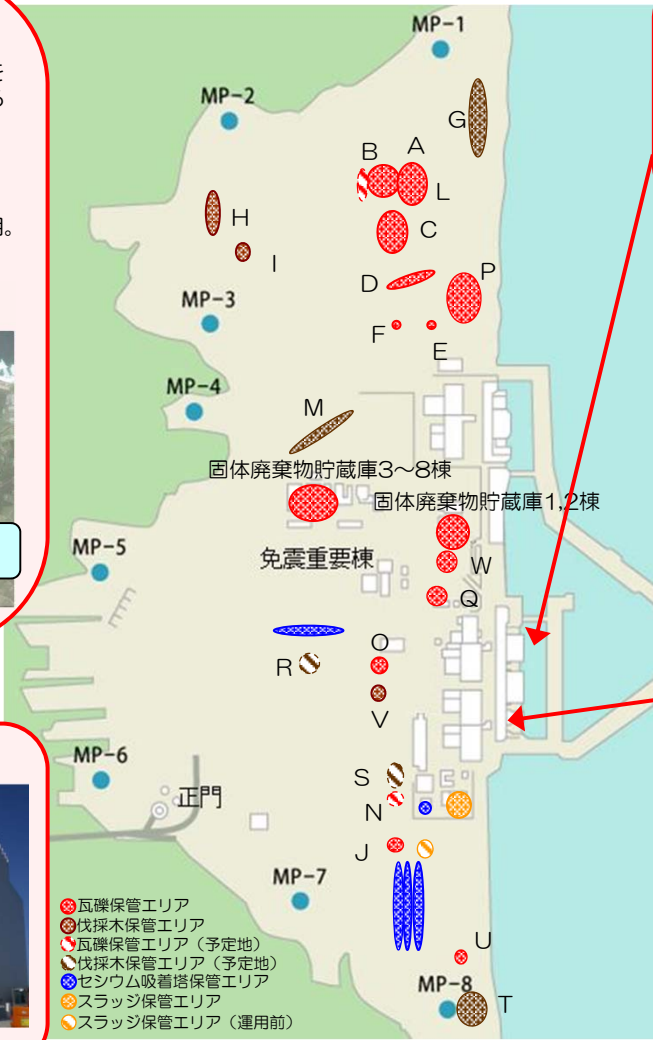 MP-1
MP-2
G
A
B
L
H
C
I
D
P
MP-3
F
E
MP-4
M
固体廃棄物貯蔵庫3~8棟
固体廃棄物貯蔵庫1,2棟
MP-5
免震重要棟
W
Q
O
R
V
MP-6
S
正門
N
J
MP-7
瓦礫保管エリア
伐採木保管エリア
瓦礫保管エリア（予定地）
伐採木保管エリア（予定地）
セシウム吸着塔保管エリア
スラッジ保管エリア
スラッジ保管エリア（運用前）
U
MP-8
T